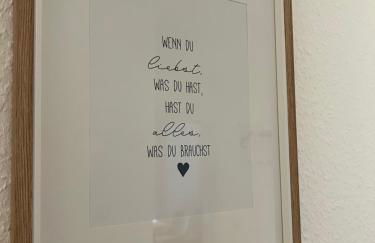 WENN DU
liebst,
WAS DU HAST,
HAST DU
alles,
WAS DU BRAUCHST